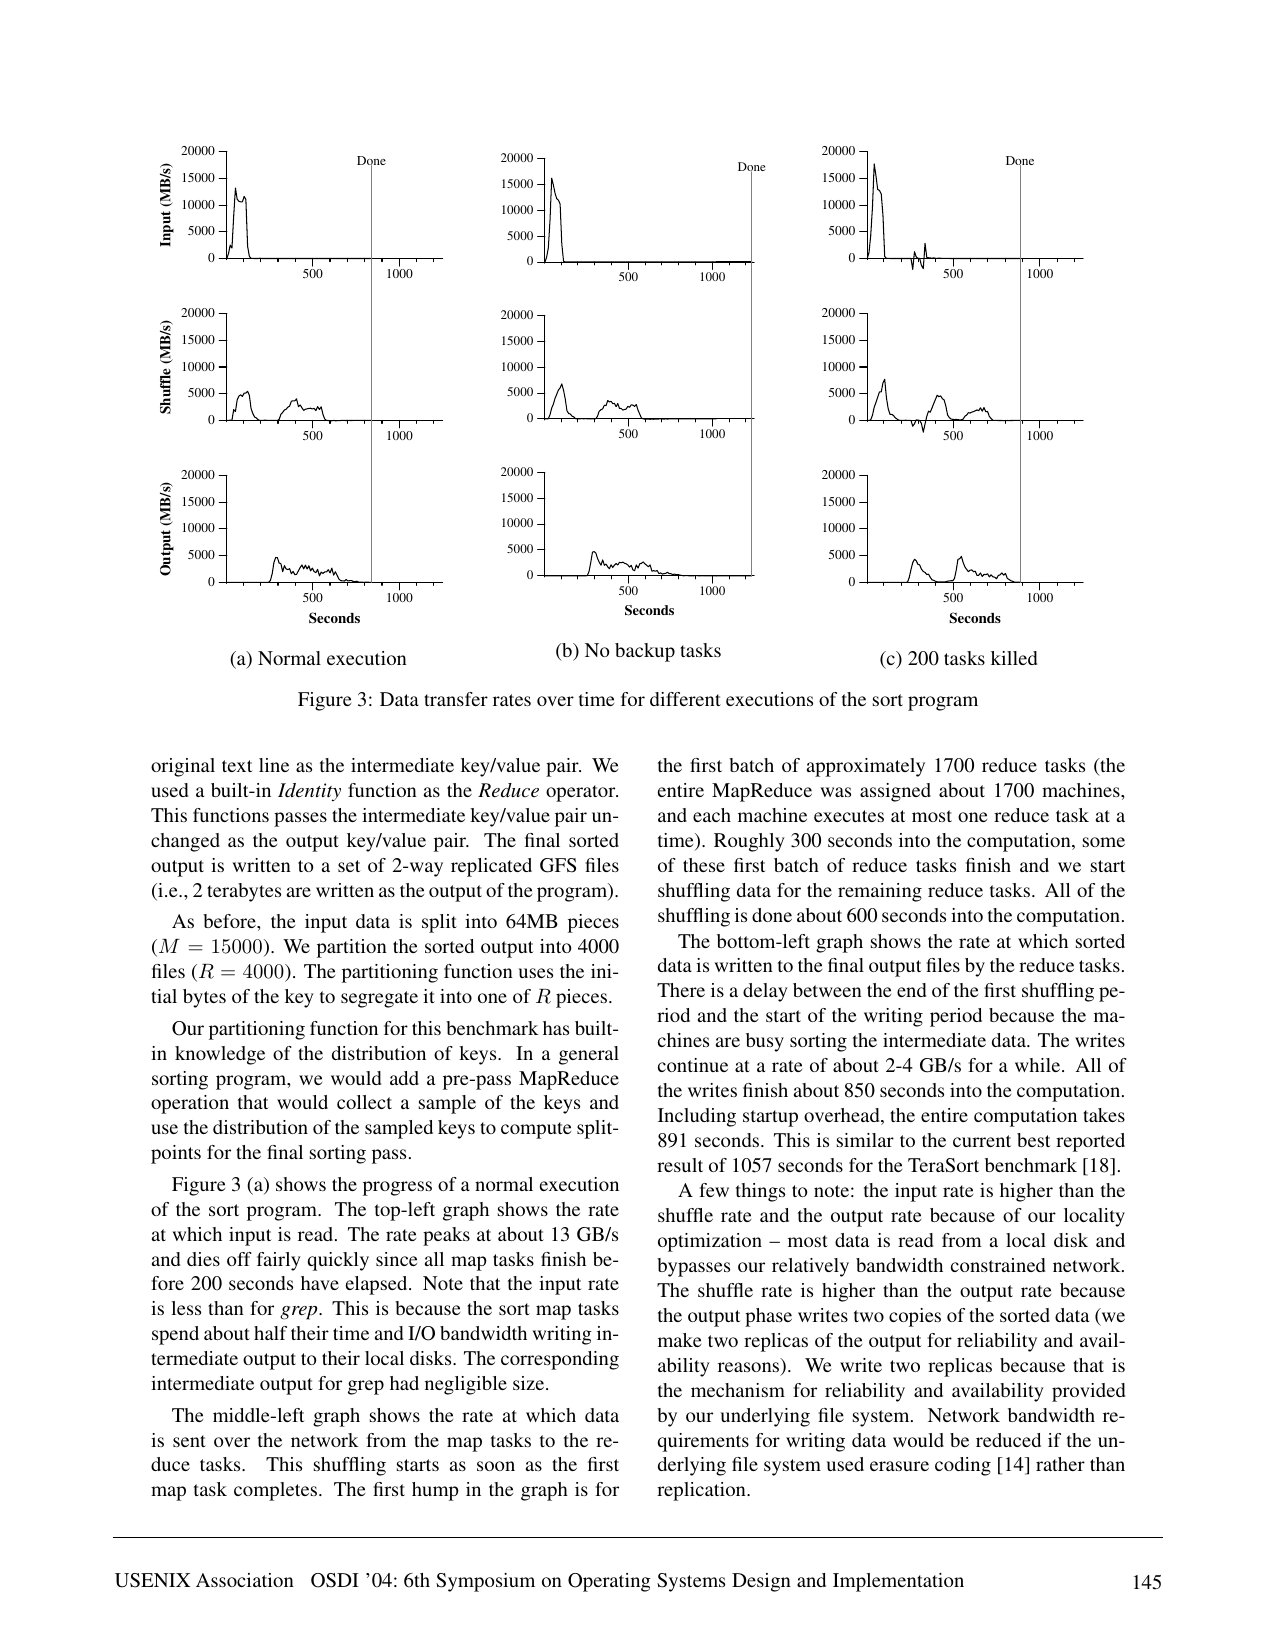 20000
15000
10000
5000
0
Input (MB/s)
500
1000
Done
20000
15000
10000
5000
0
Shuffle (MB/s)
500
1000
20000
15000
10000
5000
0
Output (MB/s)
500
1000
Seconds
(a) Normal execution
20000
15000
10000
5000
0
500
1000
Done
20000
15000
10000
5000
0
500
1000
20000
15000
10000
5000
0
500
1000
Seconds
(b) No backup tasks
20000
15000
10000
5000
0
500
1000
Done
20000
15000
10000
5000
0
500
1000
20000
15000
10000
5000
0
500
1000
Seconds
(c) 200 tasks killed
Figure 3: Data transfer rates over time for different executions of the sort program
original text line as the intermediate key/value pair. We
used a built-in Identity function as the Reduce operator.
This functions passes the intermediate key/value pair un-
changed as the output key/value pair. The final sorted
output is written to a set of 2-way replicated GFS files
(i.e., 2 terabytes are written as the output of the program).
As before, the input data is split into 64MB pieces
(M = 15000). We partition the sorted output into 4000
files (R = 4000). The partitioning function uses the ini-
tial bytes of the key to segregate it into one of R pieces.
Our partitioning function for this benchmark has built-
in knowledge of the distribution of keys. In a general
sorting program, we would add a pre-pass MapReduce
operation that would collect a sample of the keys and
use the distribution of the sampled keys to compute split-
points for the final sorting pass.
Figure 3 (a) shows the progress of a normal execution
of the sort program. The top-left graph shows the rate
at which input is read. The rate peaks at about 13 GB/s
and dies off fairly quickly since all map tasks finish be-
fore 200 seconds have elapsed. Note that the input rate
is less than for grep. This is because the sort map tasks
spend about half their time and I/O bandwidth writing in-
termediate output to their local disks. The corresponding
intermediate output for grep had negligible size.
The middle-left graph shows the rate at which data
is sent over the network from the map tasks to the re-
duce tasks. This shuffling starts as soon as the first
map task completes. The first hump in the graph is for
the first batch of approximately 1700 reduce tasks (the
entire MapReduce was assigned about 1700 machines,
and each machine executes at most one reduce task at a
time). Roughly 300 seconds into the computation, some
of these first batch of reduce tasks finish and we start
shuffling data for the remaining reduce tasks. All of the
shuffling is done about 600 seconds into the computation.
The bottom-left graph shows the rate at which sorted
data is written to the final output files by the reduce tasks.
There is a delay between the end of the first shuffling pe-
riod and the start of the writing period because the ma-
chines are busy sorting the intermediate data. The writes
continue at a rate of about 2-4 GB/s for a while. All of
the writes finish about 850 seconds into the computation.
Including startup overhead, the entire computation takes
891 seconds. This is similar to the current best reported
result of 1057 seconds for the TeraSort benchmark [18].
A few things to note: the input rate is higher than the
shuffle rate and the output rate because of our locality
optimization – most data is read from a local disk and
bypasses our relatively bandwidth constrained network.
The shuffle rate is higher than the output rate because
the output phase writes two copies of the sorted data (we
make two replicas of the output for reliability and avail-
ability reasons). We write two replicas because that is
the mechanism for reliability and availability provided
by our underlying file system. Network bandwidth re-
quirements for writing data would be reduced if the un-
derlying file system used erasure coding [14] rather than
replication.
USENIX Association OSDI ’04: 6th Symposium on Operating Systems Design and Implementation
145